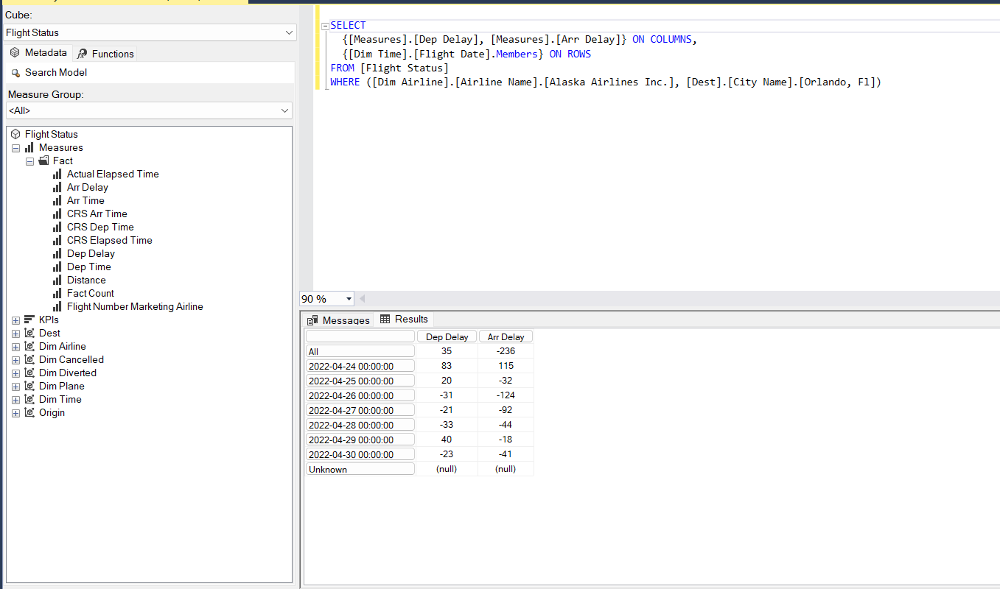 Cube:
Flight Status
Metadata Functions
Search Model
Measure Group:
<All>
Flight Status
Measures
Fact
Actual Elapsed Time
Arr Delay
Arr Time
CRS Arr Time
CRS Dep Time
CRS Elapsed Time
Dep Delay
Dep Time
Distance
Fact Count
Flight Number Marketing Airline
KPIs
Dest
Dim Airline
Dim Cancelled
Dim Diverted
Dim Plane
Dim Time
Origin
SELECT
{[Measures].[Dep Delay], [Measures].[Arr Delay]} ON COLUMNS,
{[Dim Time].[Flight Date].Members} ON ROWS
FROM [Flight Status]
WHERE ([Dim Airline].[Airline Name].[Alaska Airlines Inc.], [Dest].[City Name].[Orlando, Fl])
90 %
Messages Results
Dep Delay Arr Delay
All 35 -236
2022-04-24 00:00:00 83 115
2022-04-25 00:00:00 20 -32
2022-04-26 00:00:00 -31 -124
2022-04-27 00:00:00 -21 -92
2022-04-28 00:00:00 -33 -44
2022-04-29 00:00:00 40 -18
2022-04-30 00:00:00 -23 -41
Unknown (null) (null)